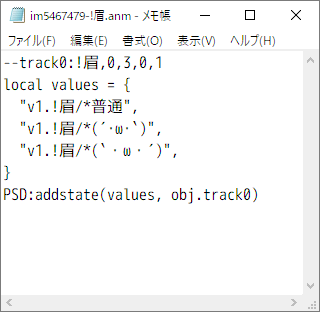 im5467479-!眉.anm - メモ帳
ファイル(F) 編集(E) 書式(O) 表示(V) ヘルプ(H)
--track0:!眉,0,3,0,1
local values = {
  "v1.!眉/*普通",
  "v1.!眉/*(´･ω･`)",
  "v1.!眉/*(｀・ω・´)",
}
PSD:addstate(values, obj.track0)